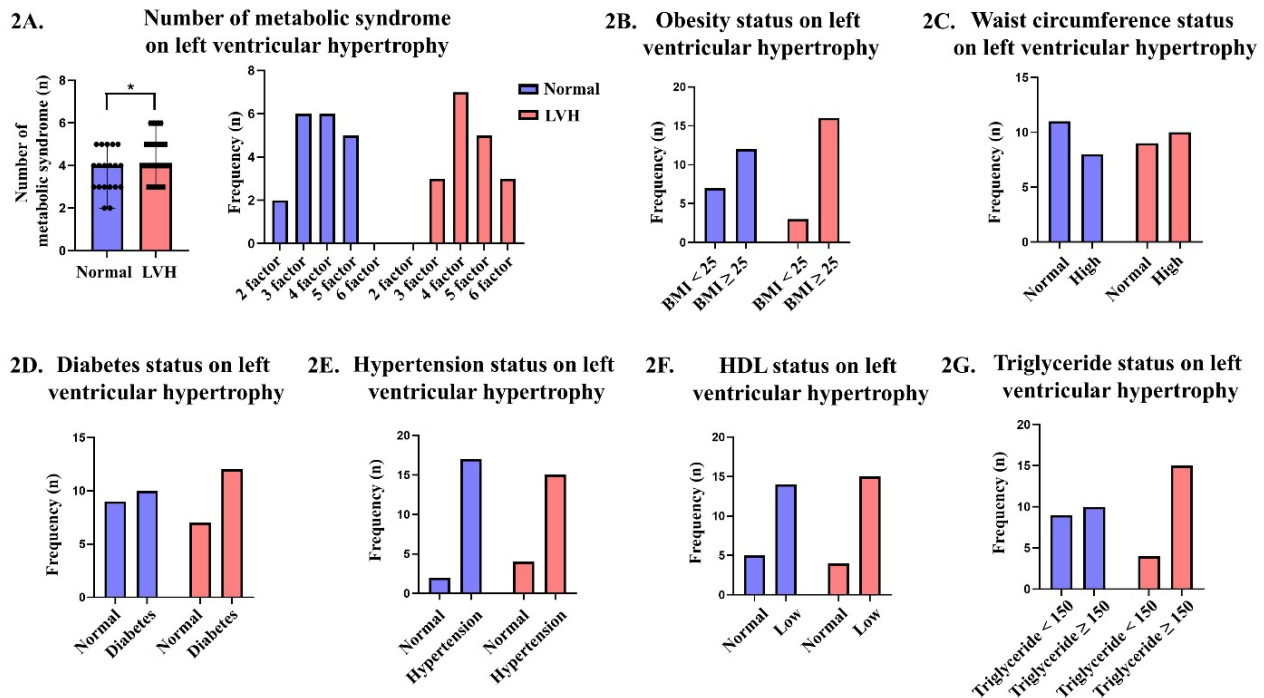 2A.
Number of metabolic syndrome
on left ventricular hypertrophy
Number of
metabolic syndrome (n)
8
6
4
2
0
*
Normal
LVH
Frequency (n)
8
6
4
2
0
2 factor
3 factor
4 factor
5 factor
6 factor
2 factor
3 factor
4 factor
5 factor
6 factor
Normal
LVH
2B.
Obesity status on left
ventricular hypertrophy
Frequency (n)
20
15
10
5
0
BMI < 25
BMI ≥ 25
BMI < 25
BMI ≥ 25
2C.
Waist circumference status
on left ventricular hypertrophy
Frequency (n)
15
10
5
0
Normal
High
Normal
High
2D.
Diabetes status on left
ventricular hypertrophy
Frequency (n)
15
10
5
0
Normal
Diabetes
Normal
Diabetes
2E.
Hypertension status on left
ventricular hypertrophy
Frequency (n)
20
15
10
5
0
Normal
Hypertension
Normal
Hypertension
2F.
HDL status on left
ventricular hypertrophy
Frequency (n)
20
15
10
5
0
Normal
Low
Normal
Low
2G.
Triglyceride status on left
ventricular hypertrophy
Frequency (n)
20
15
10
5
0
Triglyceride < 150
Triglyceride ≥ 150
Triglyceride < 150
Triglyceride ≥ 150